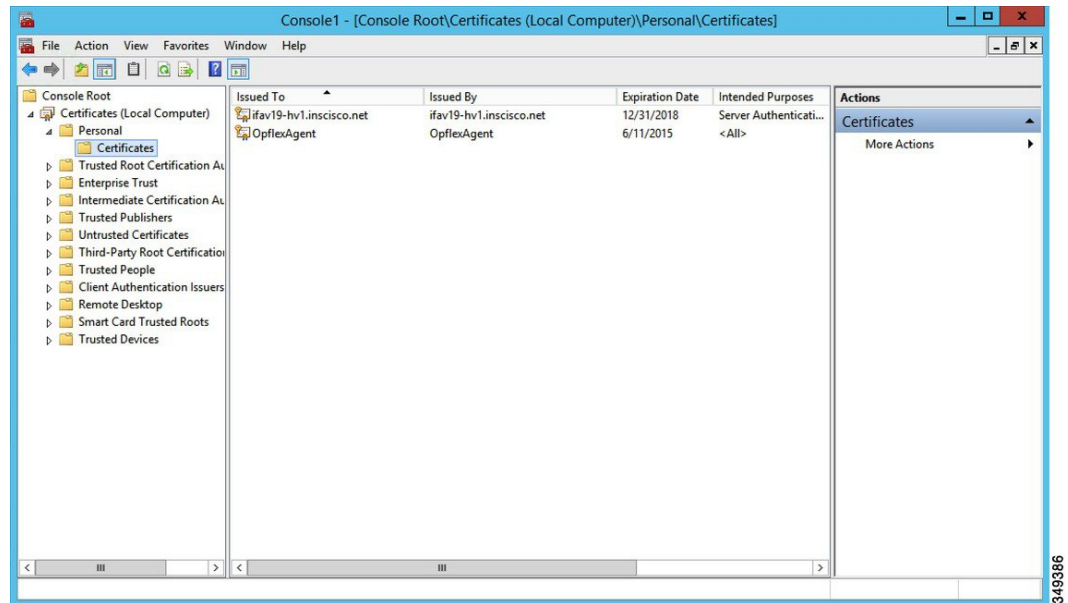 Console1 - [Console Root\Certificates (Local Computer)\Personal\Certificates]
File Action View Favorites Window Help
Console Root
Certificates (Local Computer)
Personal
Certificates
Trusted Root Certification Au
Enterprise Trust
Intermediate Certification Au
Trusted Publishers
Untrusted Certificates
Third-Party Root Certification
Trusted People
Client Authentication Issuers
Remote Desktop
Smart Card Trusted Roots
Trusted Devices
Issued To Issued By Expiration Date Intended Purposes
ifav19-hv1.inscisco.net ifav19-hv1.inscisco.net 12/31/2018 Server Authenticati...
OpflexAgent OpflexAgent 6/11/2015 <All>
Actions
Certificates
More Actions
349386